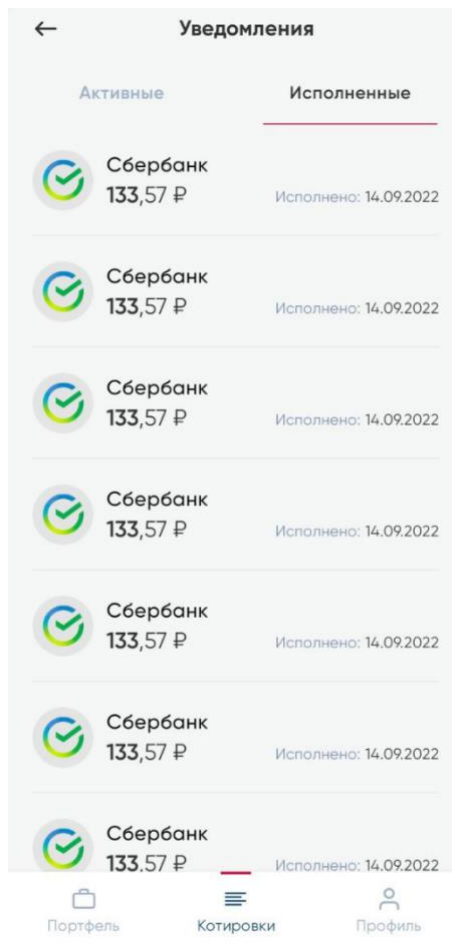 Уведомления
Активные Исполненные
Сбербанк
133,57 ₽ Исполнено: 14.09.2022
Сбербанк
133,57 ₽ Исполнено: 14.09.2022
Сбербанк
133,57 ₽ Исполнено: 14.09.2022
Сбербанк
133,57 ₽ Исполнено: 14.09.2022
Сбербанк
133,57 ₽ Исполнено: 14.09.2022
Сбербанк
133,57 ₽ Исполнено: 14.09.2022
Сбербанк
133,57 ₽ Исполнено: 14.09.2022
Портфель Котировки Профиль